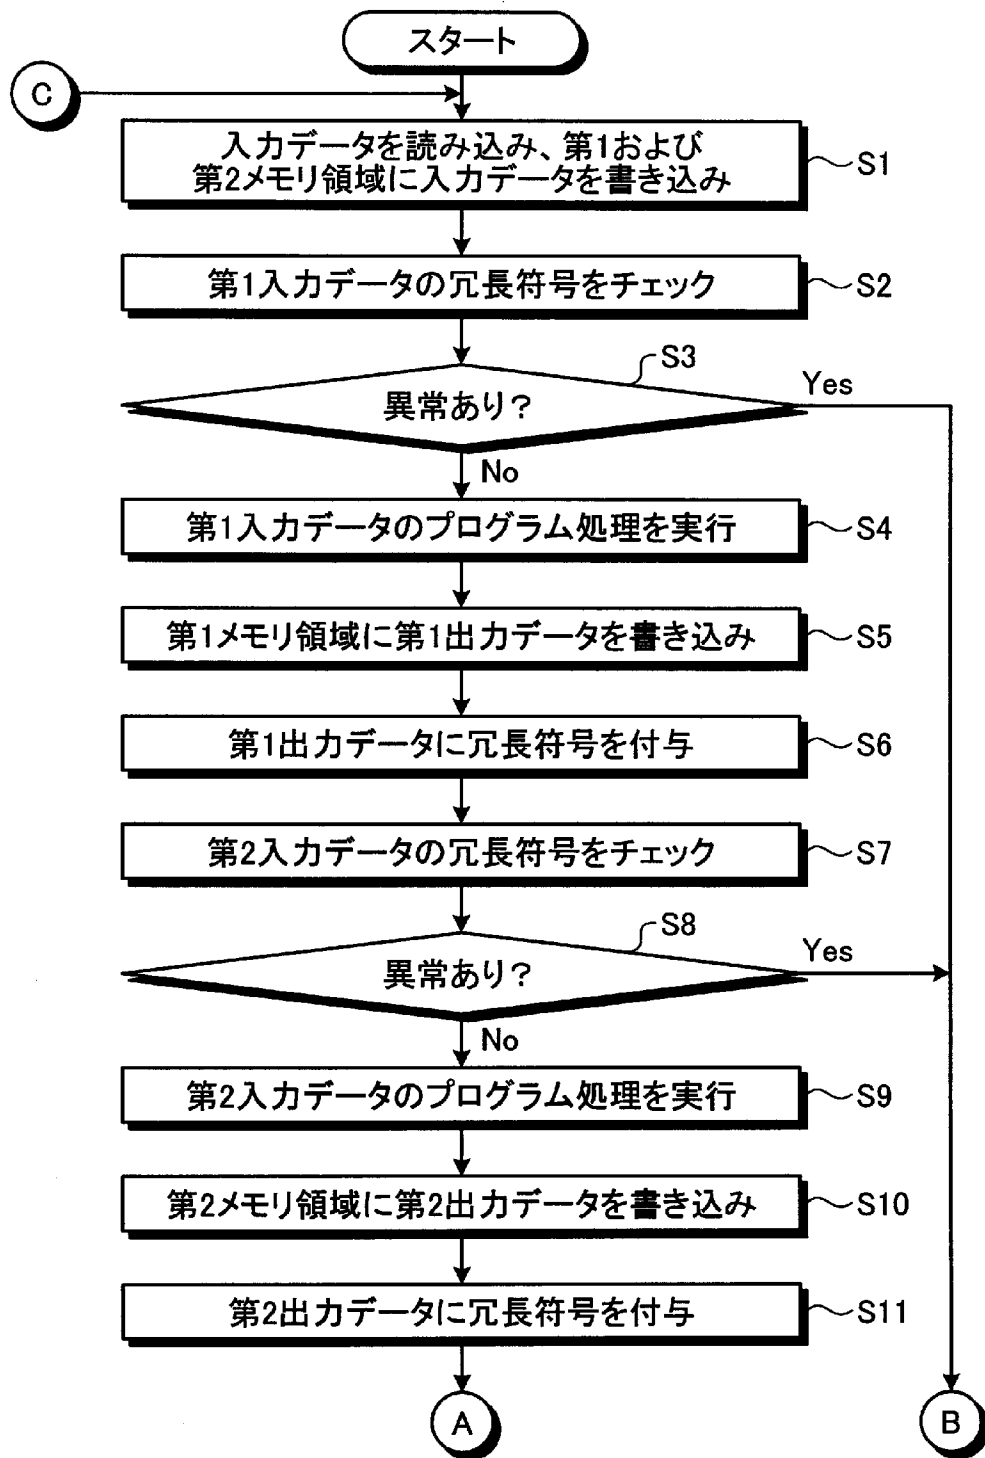 スタート
C
入力データを読み込み、第1および
第2メモリ領域に入力データを書き込み
S1
第1入力データの冗長符号をチェック
S2
S3
異常あり？
Yes
No
第1入力データのプログラム処理を実行
S4
第1メモリ領域に第1出力データを書き込み
S5
第1出力データに冗長符号を付与
S6
第2入力データの冗長符号をチェック
S7
S8
異常あり？
Yes
No
第2入力データのプログラム処理を実行
S9
第2メモリ領域に第2出力データを書き込み
S10
第2出力データに冗長符号を付与
S11
A
B